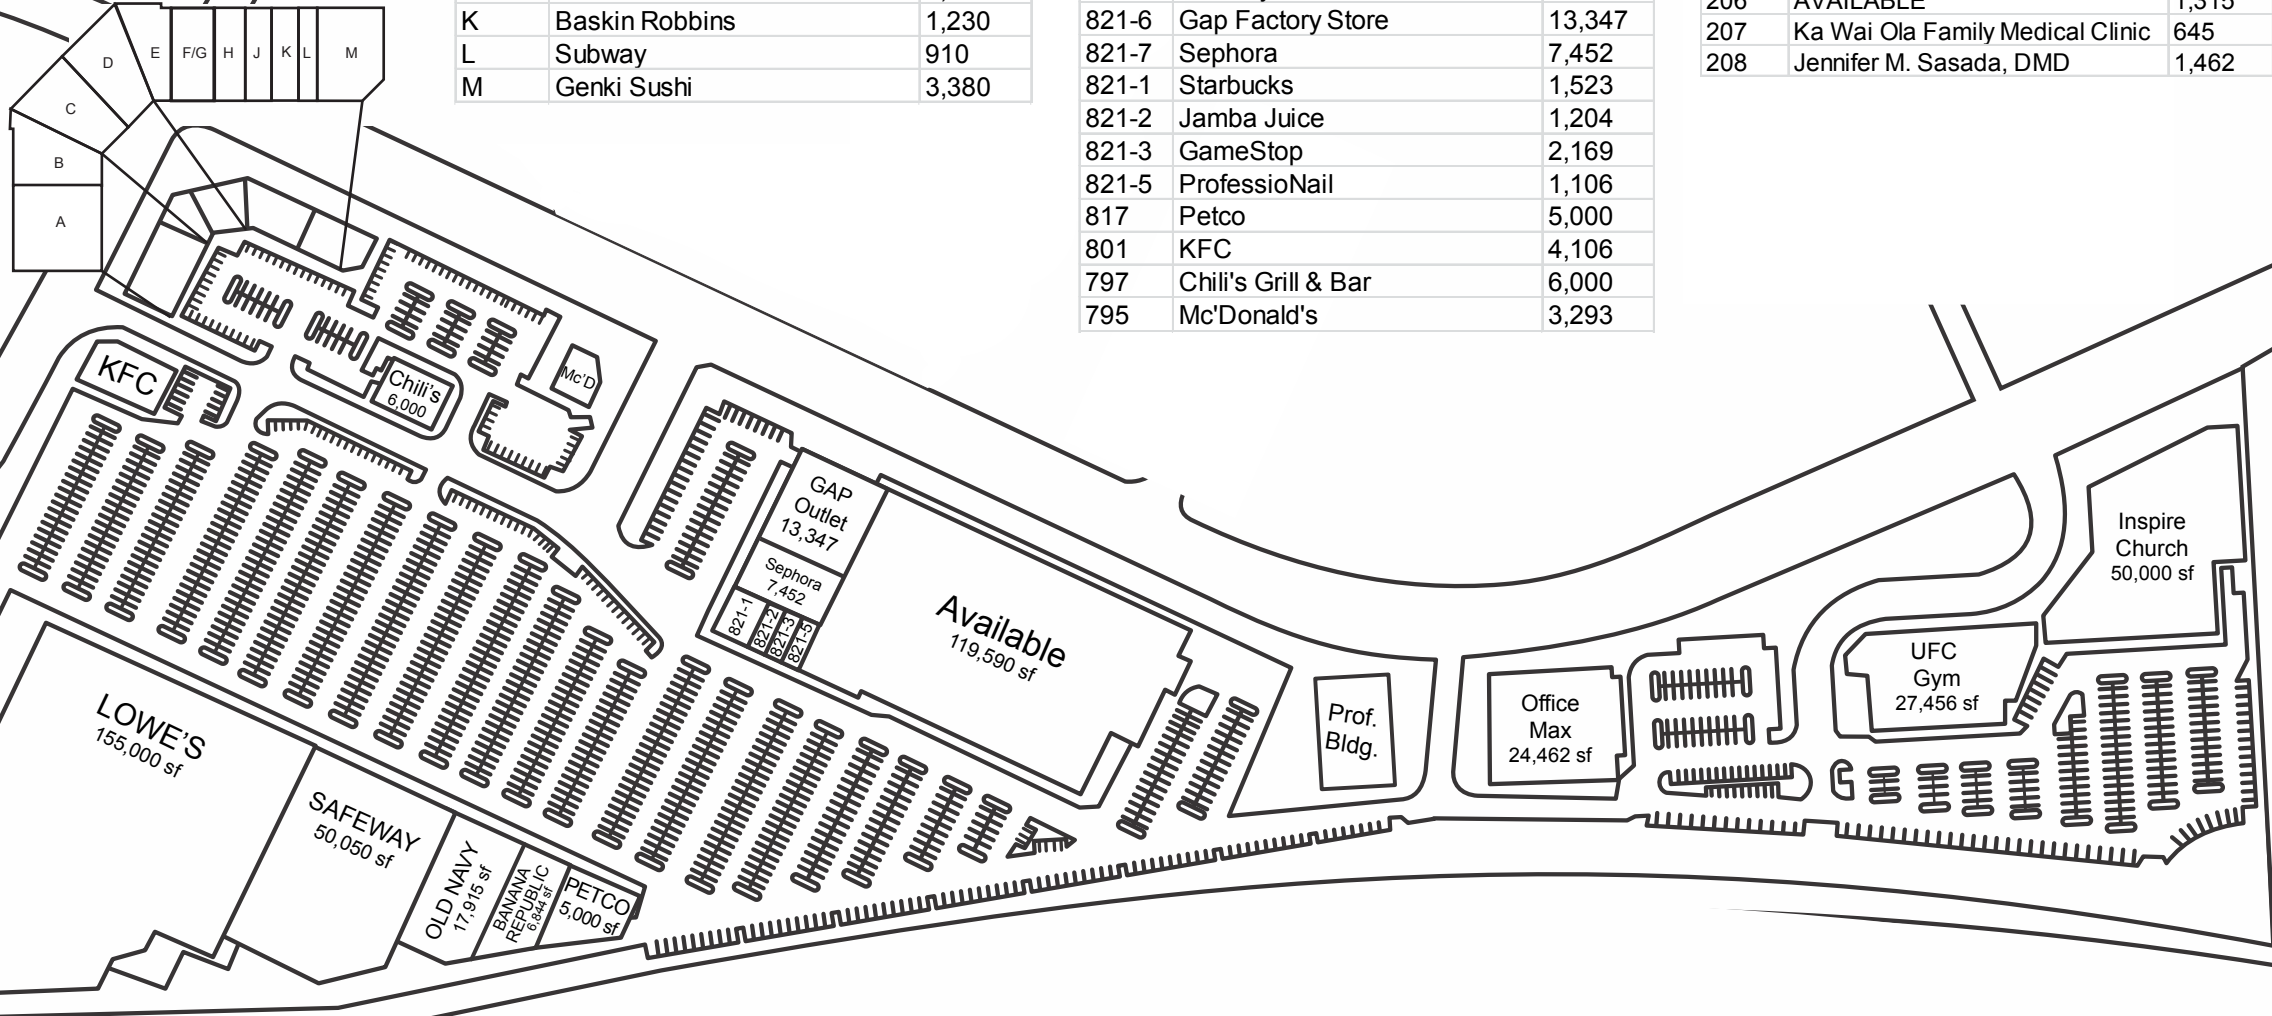 K Baskin Robbins 1,230
L Subway 910
M Genki Sushi 3,380
821-6 Gap Factory Store 13,347
821-7 Sephora 7,452
821-1 Starbucks 1,523
821-2 Jamba Juice 1,204
821-3 GameStop 2,169
821-5 ProfessioNail 1,106
817 Petco 5,000
801 KFC 4,106
797 Chili's Grill & Bar 6,000
795 Mc'Donald's 3,293
206 AVAILABLE 1,315
207 Ka Wai Ola Family Medical Clinic 645
208 Jennifer M. Sasada, DMD 1,462
D
E
F/G
H
J
K
L
M
C
B
A
KFC
Chili's
6,000
Mc'D
GAP
Outlet
13,347
Sephora
7,452
821-1
821-2
821-3
821-5
Available
119,590 sf
LOWE'S
155,000 sf
SAFEWAY
50,050 sf
OLD NAVY
17,915 sf
BANANA
REPUBLIC
6,844 sf
PETCO
5,000 sf
Prof.
Bldg.
Office
Max
24,462 sf
UFC
Gym
27,456 sf
Inspire
Church
50,000 sf